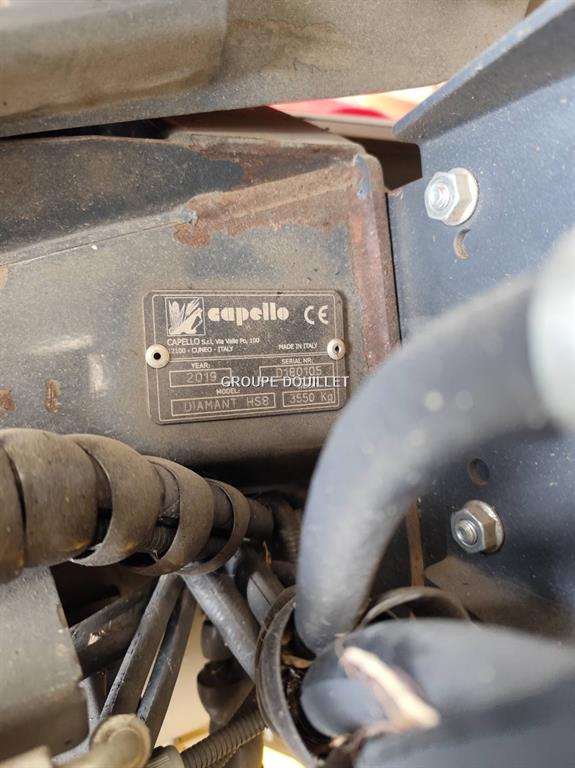 capello CE
CAPELLO S.r.l. Via Valle Po, 100
12100 - CUNEO - ITALY MADE IN ITALY
YEAR: SERIAL NR:
2019 D180105
GROUPE DOUILLET
MODEL:
DIAMANT HS8 3550 Kg